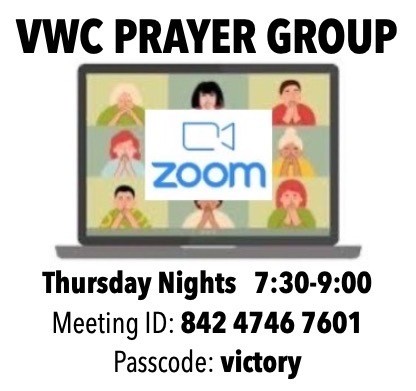 VWC PRAYER GROUP
zoom
Thursday Nights 7:30-9:00
Meeting ID: 842 4746 7601
Passcode: victory